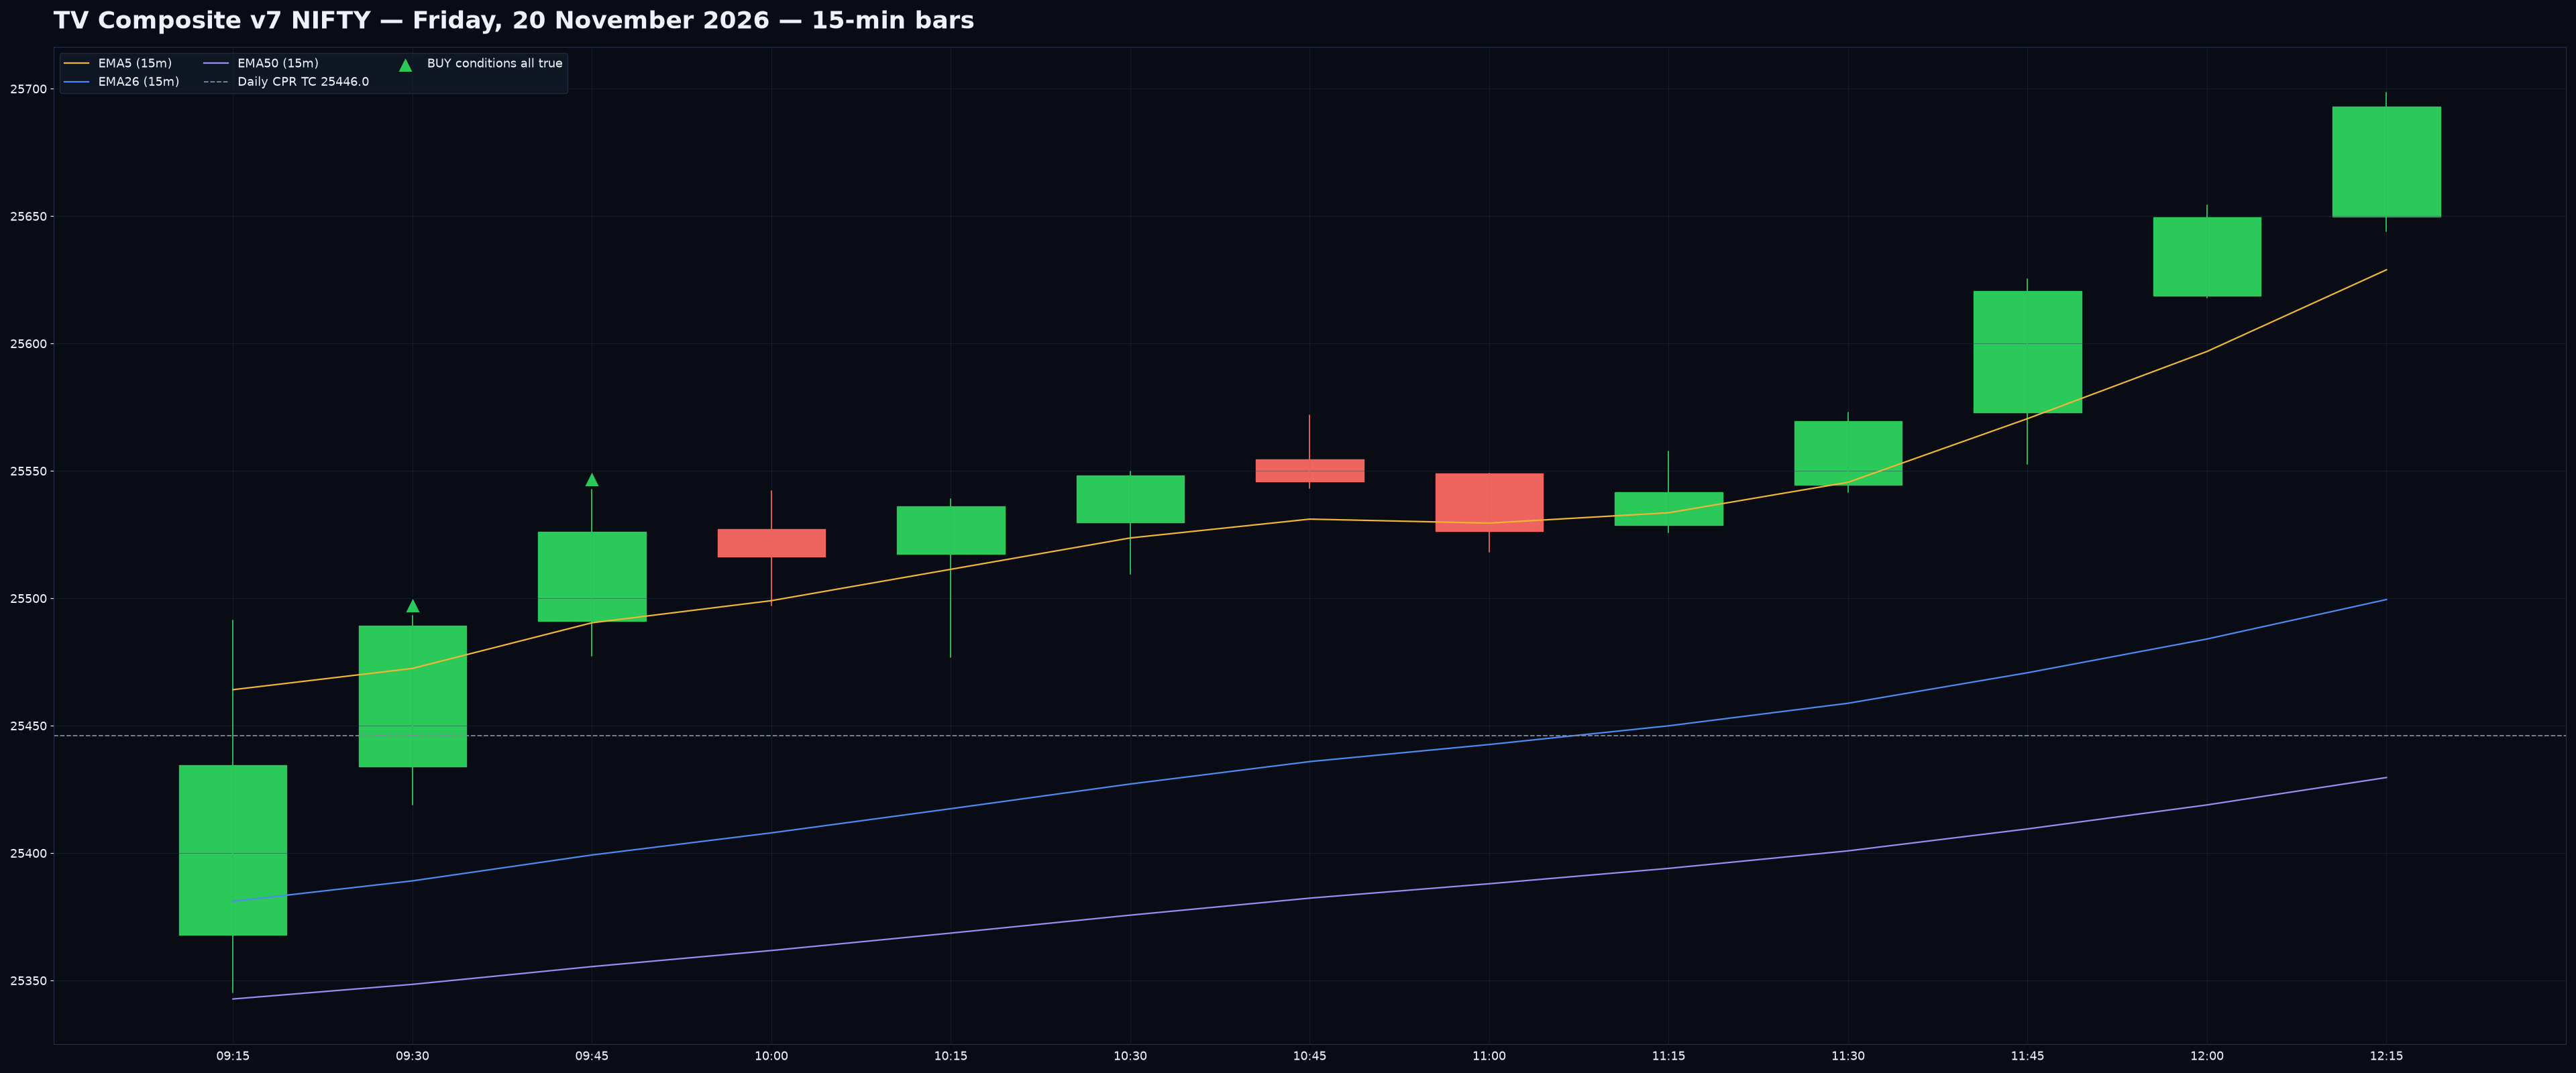 TV Composite v7 NIFTY — Friday, 20 November 2026 — 15-min bars
EMA5 (15m) EMA50 (15m) BUY conditions all true
EMA26 (15m) Daily CPR TC 25446.0
25700
25650
25600
25550
25500
25450
25400
25350
09:15 09:30 09:45 10:00 10:15 10:30 10:45 11:00 11:15 11:30 11:45 12:00 12:15